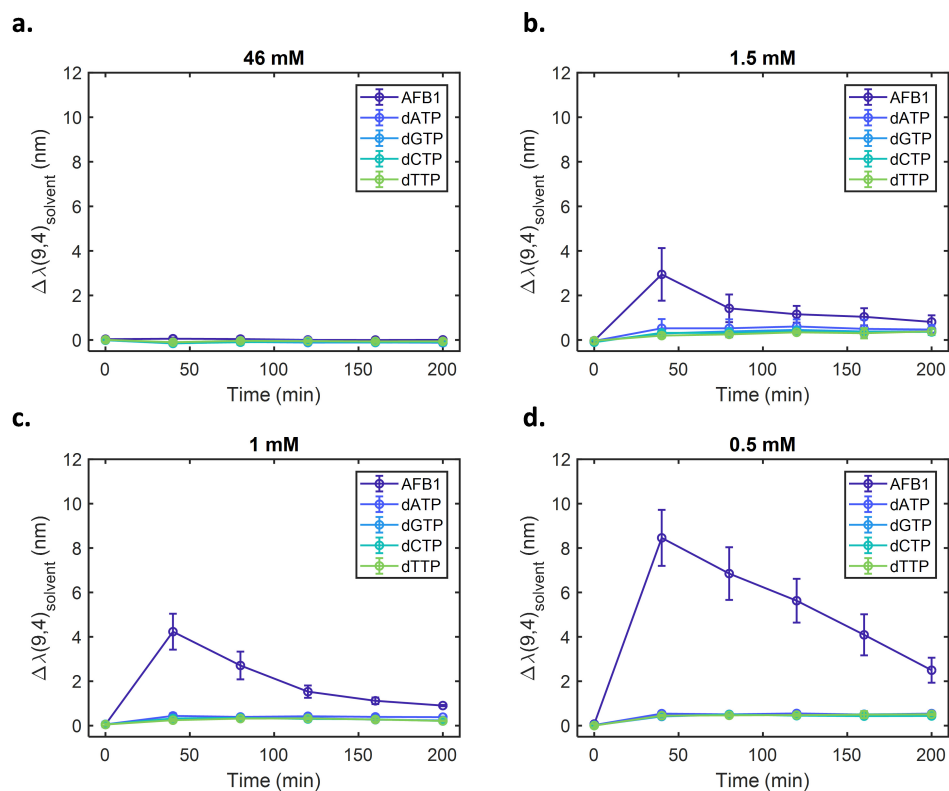 a.
46 mM
12
10
8
6
4
2
0
Δλ(9,4)solvent (nm)
0 50 100 150 200
Time (min)
AFB1
dATP
dGTP
dCTP
dTTP
b.
1.5 mM
12
10
8
6
4
2
0
Δλ(9,4)solvent (nm)
0 50 100 150 200
Time (min)
AFB1
dATP
dGTP
dCTP
dTTP
c.
1 mM
12
10
8
6
4
2
0
Δλ(9,4)solvent (nm)
0 50 100 150 200
Time (min)
AFB1
dATP
dGTP
dCTP
dTTP
d.
0.5 mM
12
10
8
6
4
2
0
Δλ(9,4)solvent (nm)
0 50 100 150 200
Time (min)
AFB1
dATP
dGTP
dCTP
dTTP